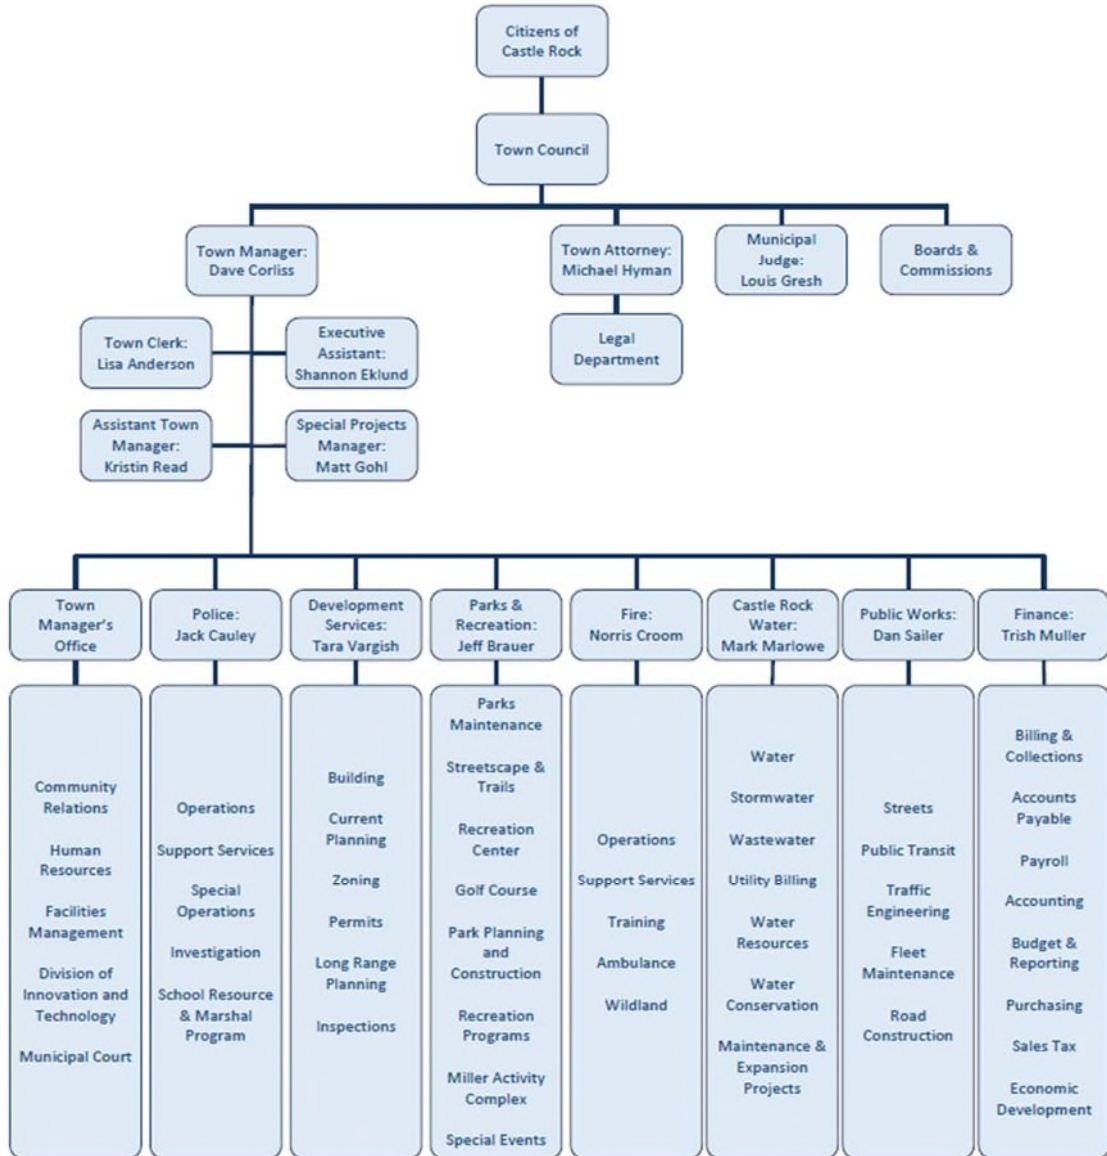 Citizens of
Castle Rock
Town Council
Town Manager:
Dave Corliss
Town Attorney:
Michael Hyman
Municipal
Judge:
Louis Gresh
Boards &
Commissions
Legal
Department
Town Clerk:
Lisa Anderson
Executive
Assistant:
Shannon Eklund
Assistant Town
Manager:
Kristin Read
Special Projects
Manager:
Matt Gohl
Town
Manager's
Office
Police:
Jack Cauley
Development
Services:
Tara Vargish
Parks &
Recreation:
Jeff Brauer
Fire:
Norris Croom
Castle Rock
Water:
Mark Marlowe
Public Works:
Dan Sailer
Finance:
Trish Muller
Community
Relations
Human
Resources
Facilities
Management
Division of
Innovation and
Technology
Municipal Court
Operations
Support Services
Special
Operations
Investigation
School Resource
& Marshal
Program
Building
Current
Planning
Zoning
Permits
Long Range
Planning
Inspections
Parks
Maintenance
Streetscape &
Trails
Recreation
Center
Golf Course
Park Planning
and
Construction
Recreation
Programs
Miller Activity
Complex
Special Events
Operations
Support Services
Training
Ambulance
Wildland
Water
Stormwater
Wastewater
Utility Billing
Water
Resources
Water
Conservation
Maintenance &
Expansion
Projects
Streets
Public Transit
Traffic
Engineering
Fleet
Maintenance
Road
Construction
Billing &
Collections
Accounts
Payable
Payroll
Accounting
Budget &
Reporting
Purchasing
Sales Tax
Economic
Development